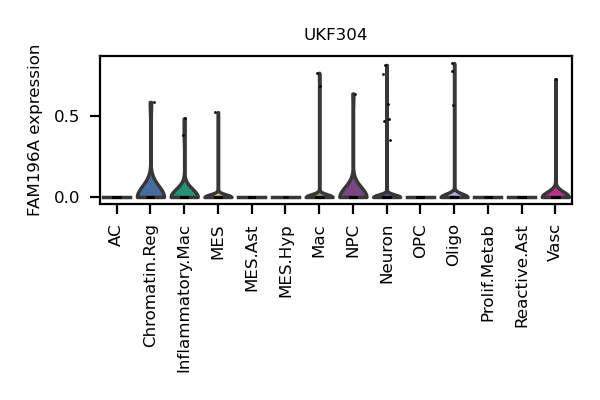 UKF304
FAM196A expression
0.5
0.0
AC
Chromatin.Reg
Inflammatory.Mac
MES
MES.Ast
MES.Hyp
Mac
NPC
Neuron
OPC
Oligo
Prolif.Metab
Reactive.Ast
Vasc